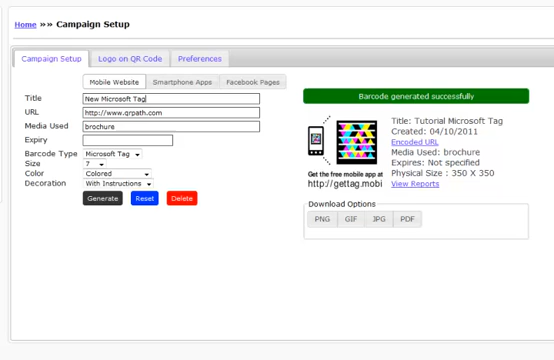 Home »» Campaign Setup
Campaign Setup Logo on QR Code Preferences
Mobile Website Smartphone Apps Facebook Pages
Title New Microsoft Tag
URL http://www.qrpath.com
Media Used brochure
Expiry
Barcode Type Microsoft Tag
Size 7
Color Colored
Decoration With Instructions
Generate Reset Delete
Barcode generated successfully
Get the free mobile app at
http://gettag.mobi
Title: Tutorial Microsoft Tag
Created: 04/10/2011
Encoded URL
Media Used: brochure
Expires: Not specified
Physical Size : 350 X 350
View Reports
Download Options
PNG GIF JPG PDF